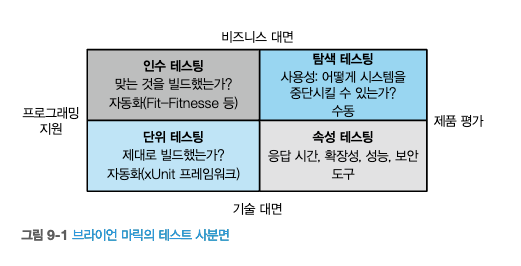 비즈니스 대면
인수 테스팅
맞는 것을 빌드했는가?
자동화(Fit-Fitnesse 등)
탐색 테스팅
사용성: 어떻게 시스템을
중단시킬 수 있는가?
수동
프로그래밍
지원
제품 평가
단위 테스팅
제대로 빌드했는가?
자동화(xUnit 프레임워크)
속성 테스팅
응답 시간, 확장성, 성능, 보안
도구
기술 대면
그림 9-1 브라이언 마릭의 테스트 사분면